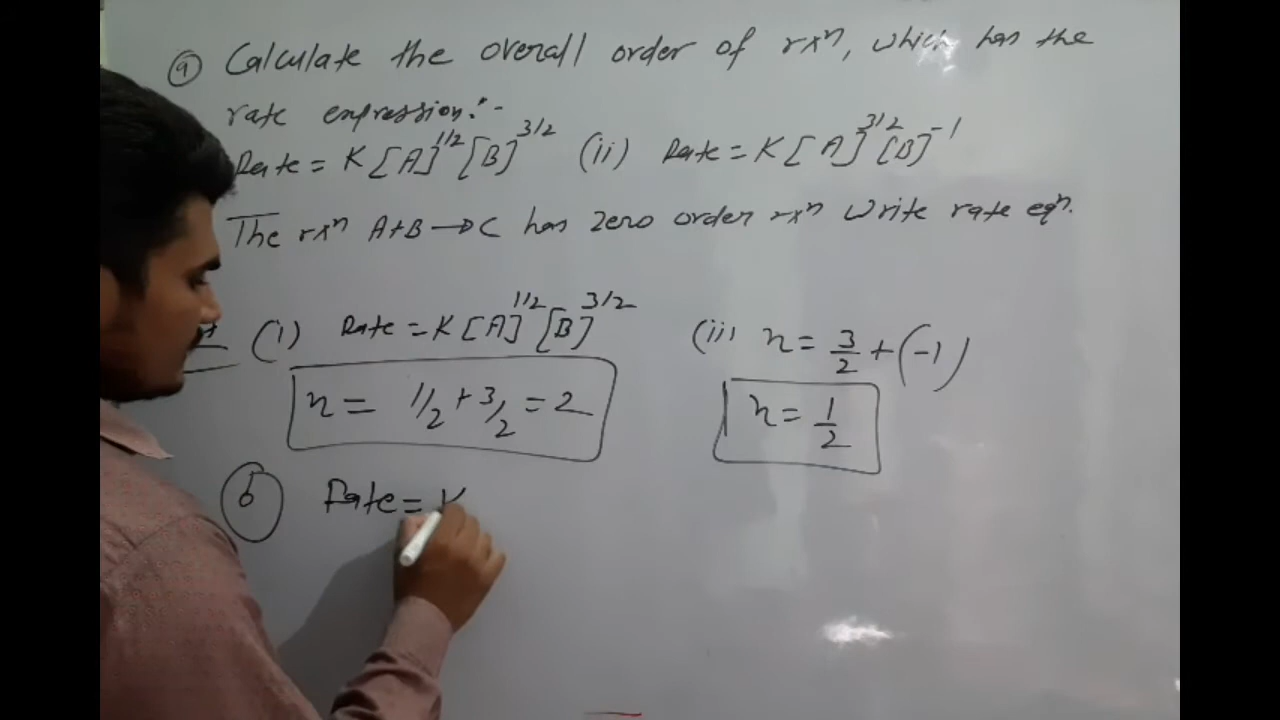 (a) Calculate the overall order of rxⁿ, which has the
rate expression:-
Rate = K[A]^1/2 [B]^3/2 (ii) Rate = K[A]^3/2 [B]^-1
The rxⁿ A+B → C has zero order rxⁿ write rate eqⁿ.
(i) Rate = K[A]^1/2 [B]^3/2
n = 1/2 + 3/2 = 2
(ii) n = 3/2 + (-1)
n = 1/2
b Rate = K